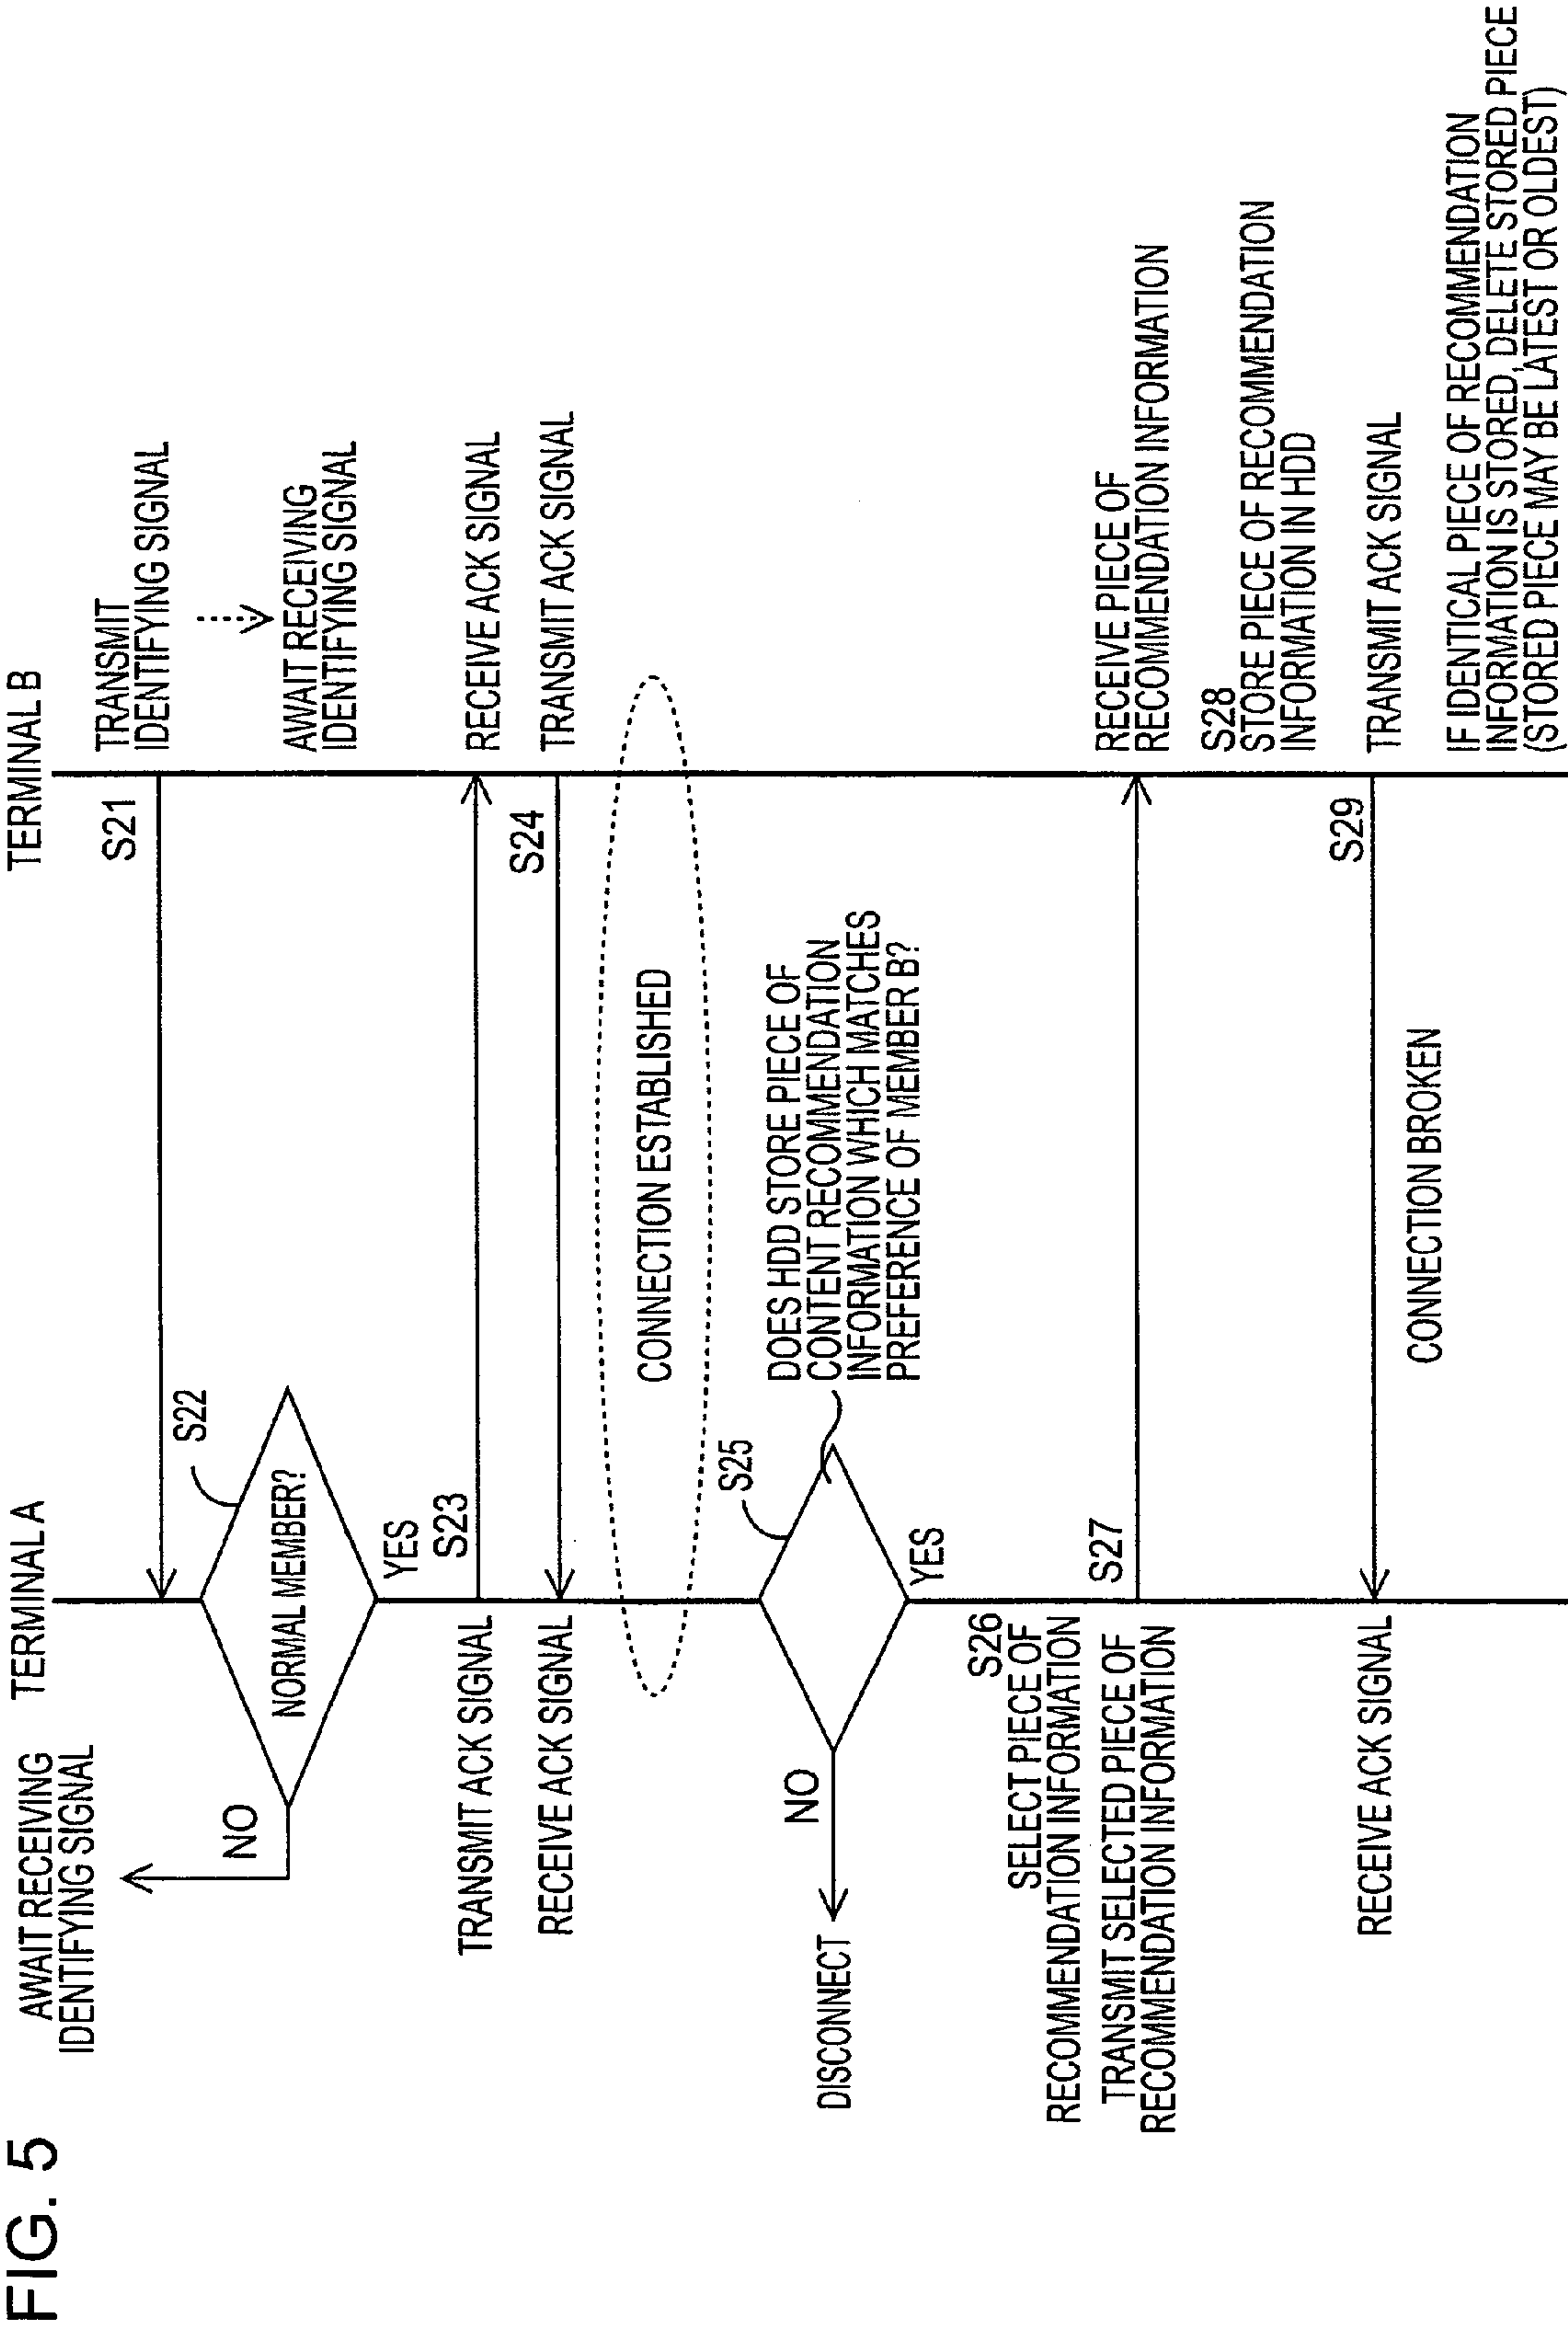 FIG. 5
TERMINAL A
TERMINAL B
AWAIT RECEIVING
IDENTIFYING SIGNAL
S21
TRANSMIT
IDENTIFYING SIGNAL
NO
S22
NORMAL MEMBER?
AWAIT RECEIVING
IDENTIFYING SIGNAL
YES
TRANSMIT ACK SIGNAL
S23
RECEIVE ACK SIGNAL
RECEIVE ACK SIGNAL
S24
TRANSMIT ACK SIGNAL
CONNECTION ESTABLISHED
S25
DOES HDD STORE PIECE OF
CONTENT RECOMMENDATION
INFORMATION WHICH MATCHES
PREFERENCE OF MEMBER B?
NO
DISCONNECT
YES
S26
SELECT PIECE OF
RECOMMENDATION INFORMATION
TRANSMIT SELECTED PIECE OF
RECOMMENDATION INFORMATION
S27
RECEIVE PIECE OF
RECOMMENDATION INFORMATION
S28
STORE PIECE OF RECOMMENDATION
INFORMATION IN HDD
RECEIVE ACK SIGNAL
S29
TRANSMIT ACK SIGNAL
CONNECTION BROKEN
IF IDENTICAL PIECE OF RECOMMENDATION
INFORMATION IS STORED, DELETE STORED PIECE
(STORED PIECE MAY BE LATEST OR OLDEST)